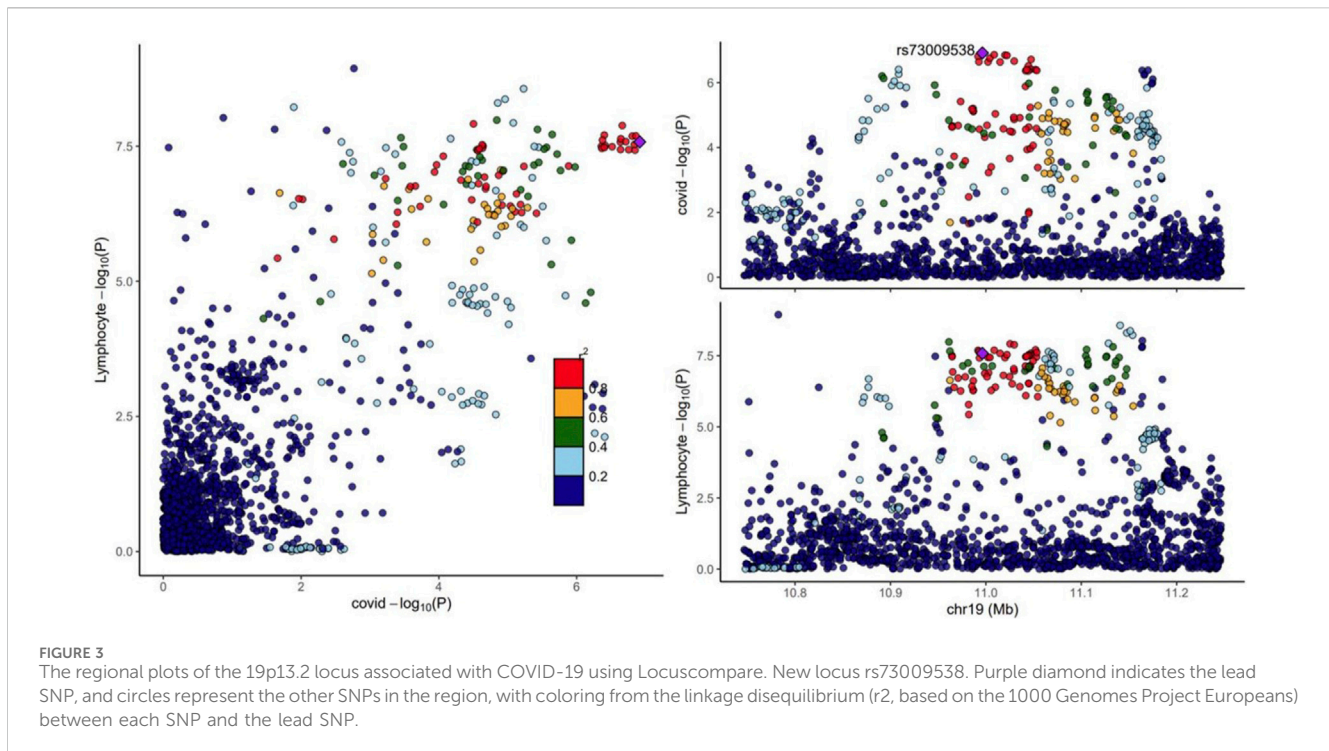 Lymphocyte −log10(P)
7.5
5.0
2.5
0.0
0
2
4
6
covid −log10(P)
r2
0.8
0.6
0.4
0.2
rs73009538
covid −log10(P)
6
4
2
0
Lymphocyte −log10(P)
7.5
5.0
2.5
0.0
10.8
10.9
11.0
11.1
11.2
chr19 (Mb)
FIGURE 3
The regional plots of the 19p13.2 locus associated with COVID-19 using Locuscompare. New locus rs73009538. Purple diamond indicates the lead
SNP, and circles represent the other SNPs in the region, with coloring from the linkage disequilibrium (r2, based on the 1000 Genomes Project Europeans)
between each SNP and the lead SNP.